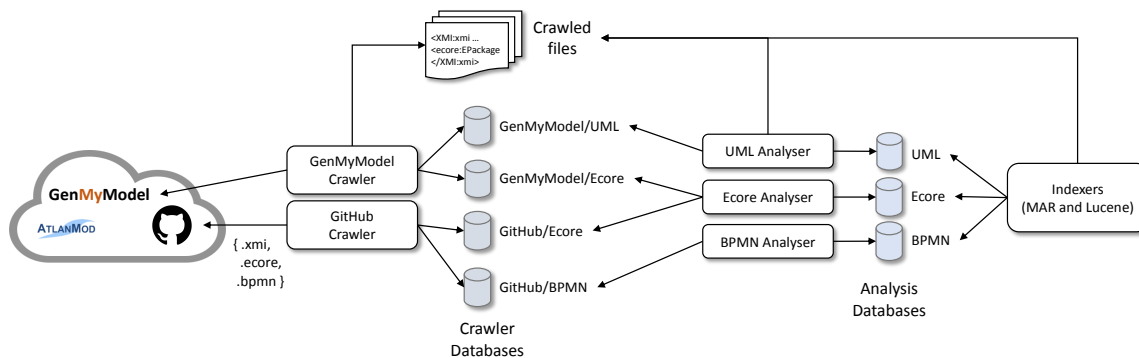 <XMI:xmi ...
<ecore:EPackage
</XMI:xmi>
Crawled
files
GenMyModel/UML
GenMyModel
Crawler
UML Analyser
UML
GenMyModel
GenMyModel/Ecore
Ecore Analyser
Ecore
Indexers
(MAR and Lucene)
ATLANMOD
GitHub
Crawler
GitHub/Ecore
BPMN Analyser
BPMN
{ .xmi,
.ecore,
.bpmn }
GitHub/BPMN
Analysis
Databases
Crawler
Databases